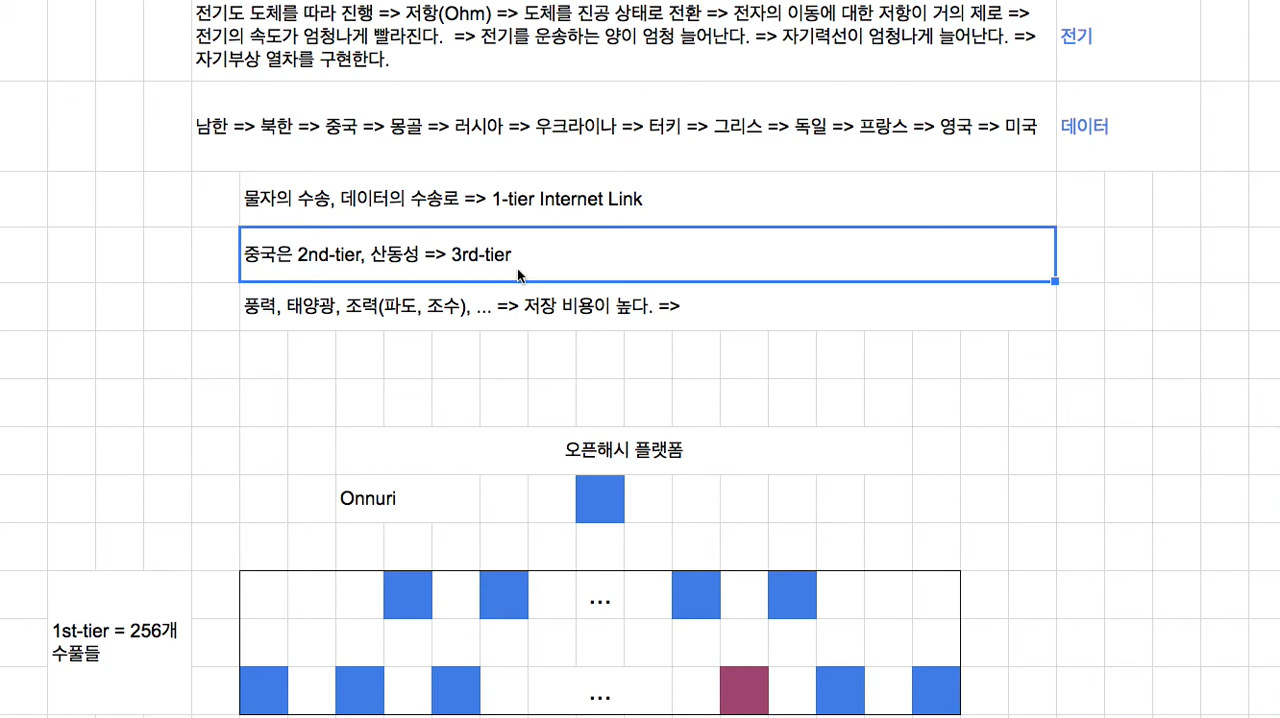 전기도 도체를 따라 진행 => 저항(Ohm) => 도체를 진공 상태로 전환 => 전자의 이동에 대한 저항이 거의 제로 =>
전기의 속도가 엄청나게 빨라진다.  => 전기를 운송하는 양이 엄청 늘어난다. => 자기력선이 엄청나게 늘어난다. =>
자기부상 열차를 구현한다.
전기
남한 => 북한 => 중국 => 몽골 => 러시아 => 우크라이나 => 터키 => 그리스 => 독일 => 프랑스 => 영국 => 미국
데이터
물자의 수송, 데이터의 수송로 => 1-tier Internet Link
중국은 2nd-tier, 산동성 => 3rd-tier
풍력, 태양광, 조력(파도, 조수), ... => 저장 비용이 높다. =>
오픈해시 플랫폼
Onnuri
...
1st-tier = 256개
수풀들
...